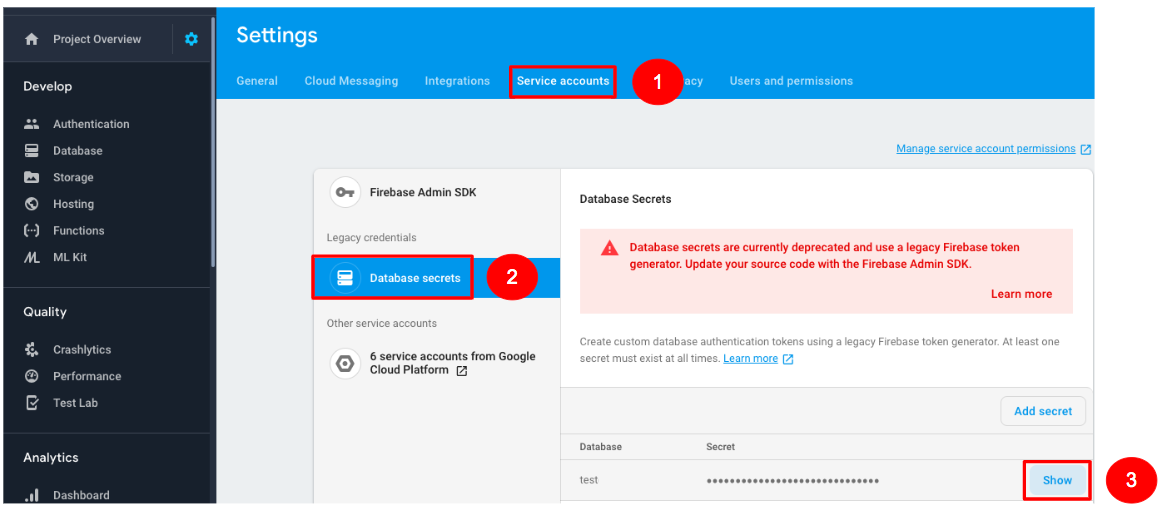 Project Overview
Settings
General
Cloud Messaging
Integrations
Service accounts
1
acy
Users and permissions
Develop
Authentication
Database
Storage
Hosting
Functions
ML Kit
Manage service account permissions
Firebase Admin SDK
Legacy credentials
Database secrets
2
Other service accounts
6 service accounts from Google
Cloud Platform
Database Secrets
Database secrets are currently deprecated and use a legacy Firebase token
generator. Update your source code with the Firebase Admin SDK.
Learn more
Create custom database authentication tokens using a legacy Firebase token generator. At least one
secret must exist at all times. Learn more
Add secret
Database
Secret
test
••••••••••••••••••••••••••••••
Show
3
Quality
Crashlytics
Performance
Test Lab
Analytics
Dashboard